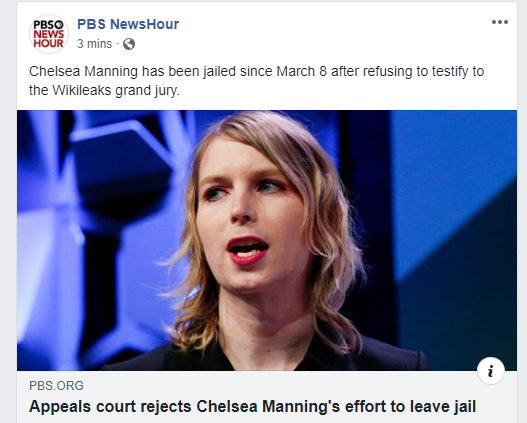 PBS
NEWS
HOUR
PBS NewsHour
3 mins ·
Chelsea Manning has been jailed since March 8 after refusing to testify to
the Wikileaks grand jury.
i
PBS.ORG
Appeals court rejects Chelsea Manning's effort to leave jail